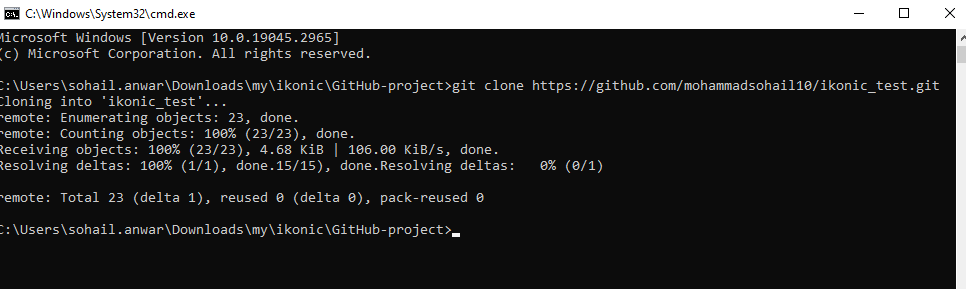 C:\Windows\System32\cmd.exe
Microsoft Windows [Version 10.0.19045.2965]
(c) Microsoft Corporation. All rights reserved.
C:\Users\sohail.anwar\Downloads\my\ikonic\GitHub-project>git clone https://github.com/mohammadsohail10/ikonic_test.git
Cloning into 'ikonic_test'...
remote: Enumerating objects: 23, done.
remote: Counting objects: 100% (23/23), done.
Receiving objects: 100% (23/23), 4.68 KiB | 106.00 KiB/s, done.
Resolving deltas: 100% (1/1), done.15/15), done.Resolving deltas:   0% (0/1)
remote: Total 23 (delta 1), reused 0 (delta 0), pack-reused 0
C:\Users\sohail.anwar\Downloads\my\ikonic\GitHub-project>